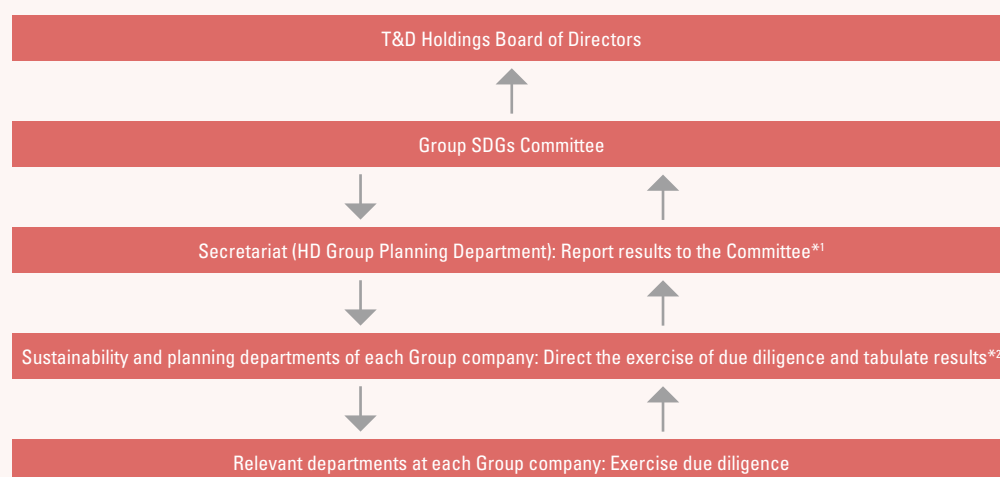 T&D Holdings Board of Directors
Group SDGs Committee
Secretariat (HD Group Planning Department): Report results to the Committee*1
Sustainability and planning departments of each Group company: Direct the exercise of due diligence and tabulate results*2
Relevant departments at each Group company: Exercise due diligence